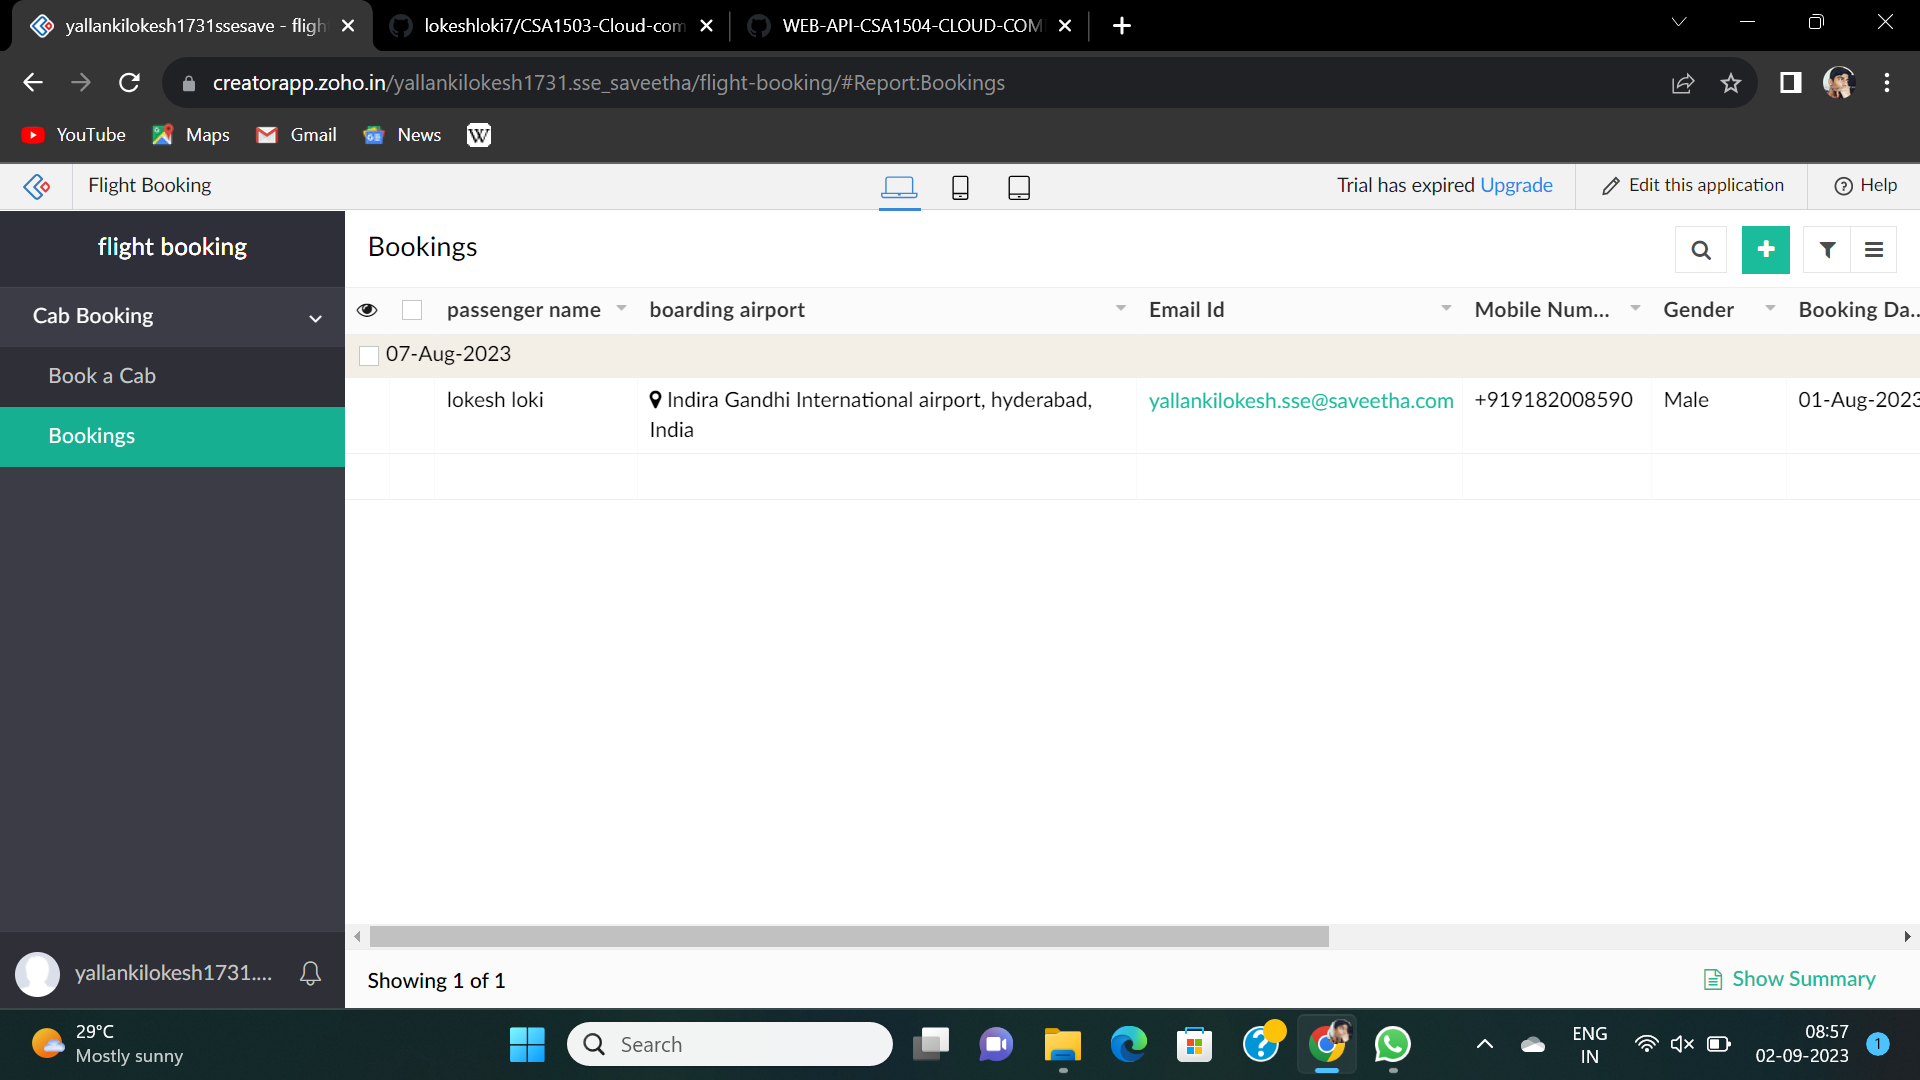 yallankilokesh1731ssesave - fligh
lokeshloki7/CSA1503-Cloud-com
WEB-API-CSA1504-CLOUD-COM
creatorapp.zoho.in/yallankilokesh1731.sse_saveetha/flight-booking/#Report:Bookings
YouTube
Maps
Gmail
News
W
Flight Booking
Trial has expired Upgrade
Edit this application
Help
flight booking
Bookings
Cab Booking
Book a Cab
Bookings
passenger name
boarding airport
Email Id
Mobile Num...
Gender
Booking Da..
07-Aug-2023
lokesh loki
Indira Gandhi International airport, hyderabad,
India
yallankilokesh.sse@saveetha.com
+919182008590
Male
01-Aug-2023
yallankilokesh1731....
Showing 1 of 1
Show Summary
29°C
Mostly sunny
Search
ENG
IN
08:57
02-09-2023
1